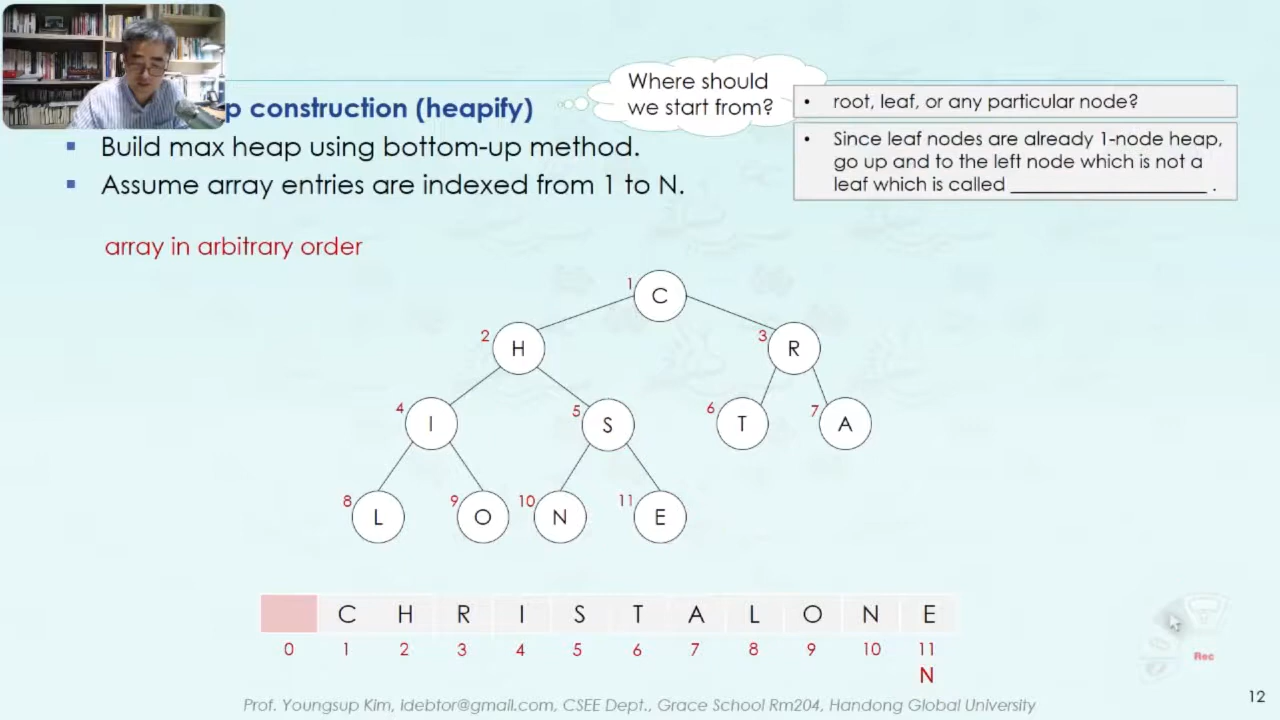 p construction (heapify)
Where should
we start from?
• root, leaf, or any particular node?
• Since leaf nodes are already 1-node heap,
go up and to the left node which is not a
leaf which is called ____________________ .
▪ Build max heap using bottom-up method.
▪ Assume array entries are indexed from 1 to N.
array in arbitrary order
1 C
2 H 3 R
4 I 5 S 6 T 7 A
8 L 9 O 10 N 11 E
C H R I S T A L O N E
0 1 2 3 4 5 6 7 8 9 10 11
N
Rec
Prof. Youngsup Kim, idebtor@gmail.com, CSEE Dept., Grace School Rm204, Handong Global University
12